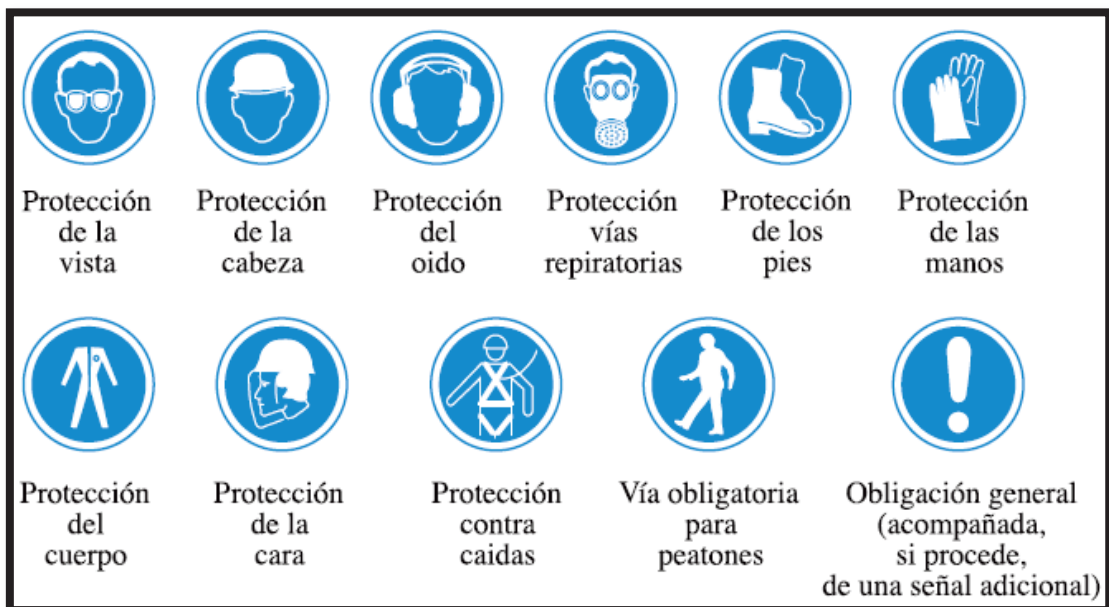 Protección
de la
vista
Protección
de la
cabeza
Protección
del
oido
Protección
vías
repiratorias
Protección
de los
pies
Protección
de las
manos
Protección
del
cuerpo
Protección
de la
cara
Protección
contra
caidas
Vía obligatoria
para
peatones
Obligación general
(acompañada,
si procede,
de una señal adicional)